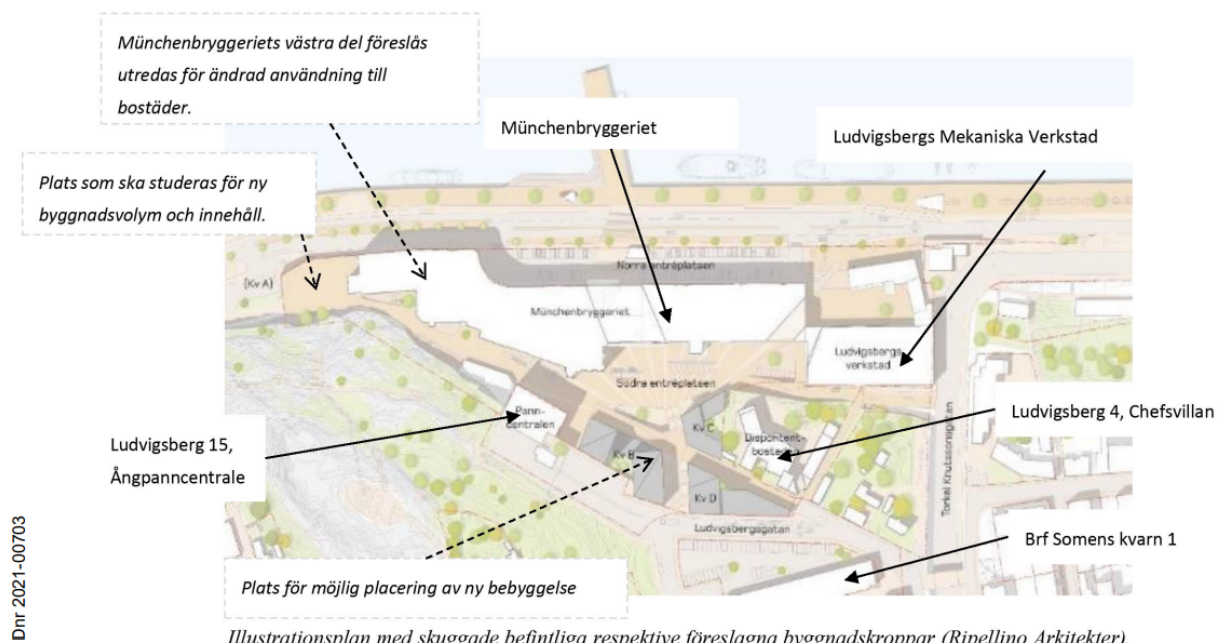 Münchenbryggeriets västra del föreslås
utredas för ändrad användning till
bostäder.
Münchenbryggeriet
Ludvigsbergs Mekaniska Verkstad
Plats som ska studeras för ny
byggnadsvolym och innehåll.
Norra entréplatsen
(Kv A)
Münchenbryggeriet
Ludvigsbergs
verkstad
Södra entréplatsen
Pann-
centralen
Kv C
Disponent-
bostaden
Ludvigsberg 4, Chefsvillan
Ludvigsberg 15,
Ångpanncentrale
Kv B
Kv D
Torkel Knutssonsgatan
Ludvigsbergsgatan
Brf Somens kvarn 1
Plats för möjlig placering av ny bebyggelse
Dnr 2021-00703
Illustrationsplan med skuggade befintliga respektive föreslagna byggnadskroppar (Ripellino Arkitekter)